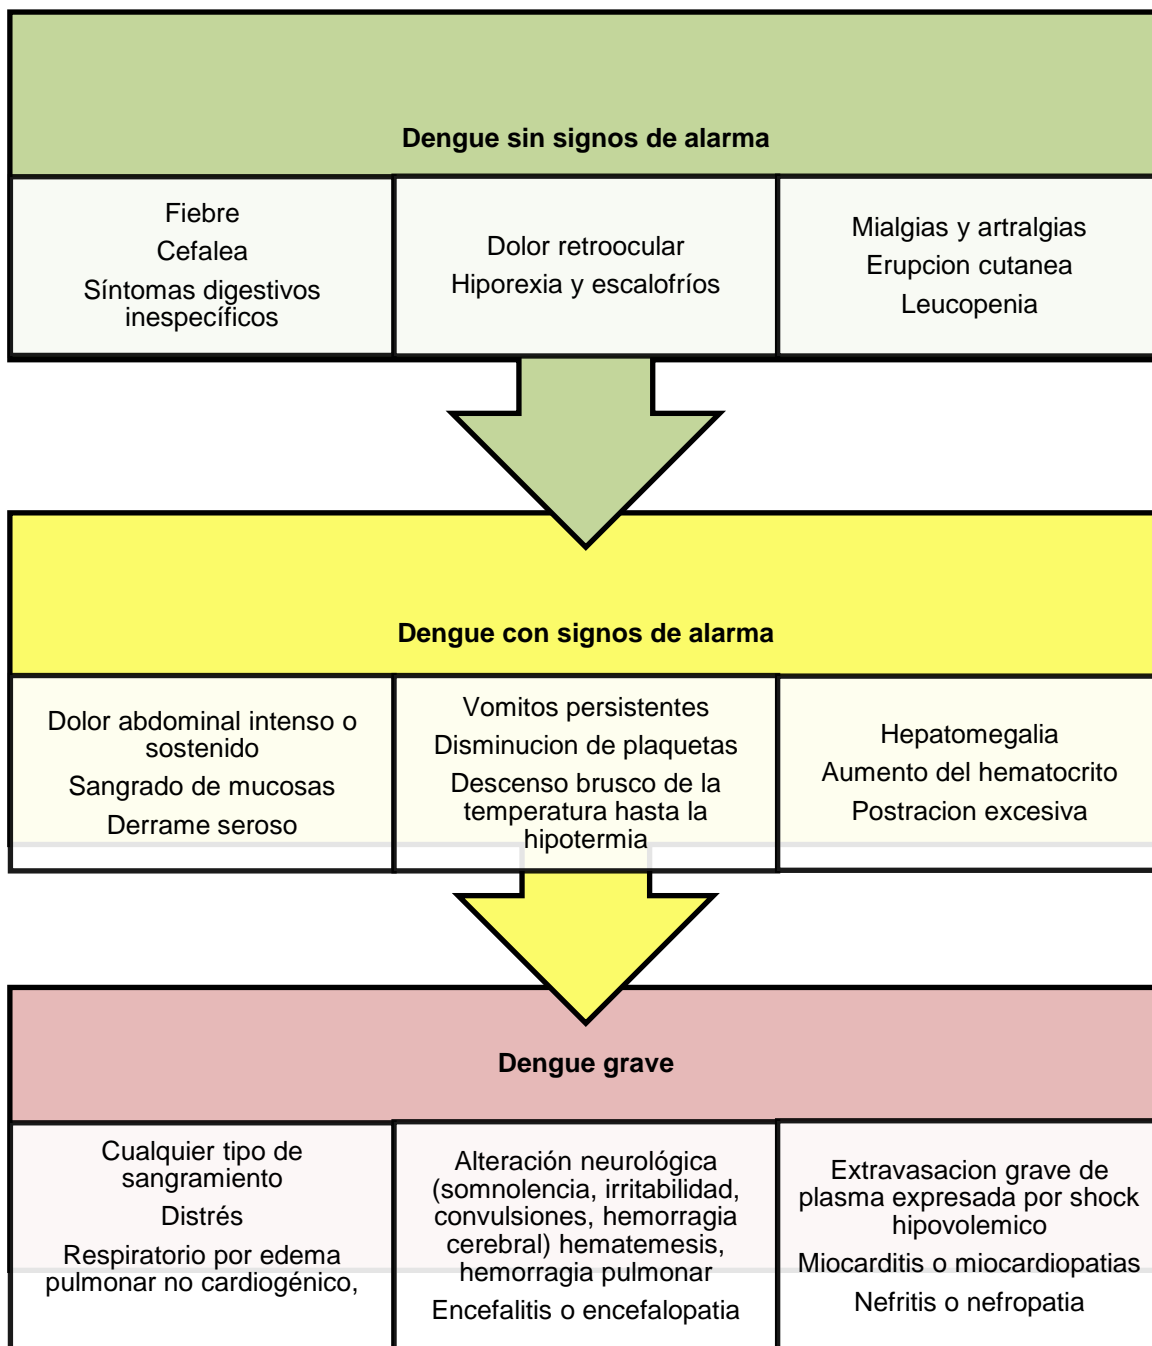 Dengue sin signos de alarma
Fiebre
Cefalea
Síntomas digestivos
inespecíficos
Dolor retroocular
Hiporexia y escalofríos
Mialgias y artralgias
Erupcion cutanea
Leucopenia
Dengue con signos de alarma
Dolor abdominal intenso o
sostenido
Sangrado de mucosas
Derrame seroso
Vomitos persistentes
Disminucion de plaquetas
Descenso brusco de la
temperatura hasta la
hipotermia
Hepatomegalia
Aumento del hematocrito
Postracion excesiva
Dengue grave
Cualquier tipo de
sangramiento
Distrés
Respiratorio por edema
pulmonar no cardiogénico,
Alteración neurológica
(somnolencia, irritabilidad,
convulsiones, hemorragia
cerebral) hematemesis,
hemorragia pulmonar
Encefalitis o encefalopatia
Extravasacion grave de
plasma expresada por shock
hipovolemico
Miocarditis o miocardiopatias
Nefritis o nefropatia